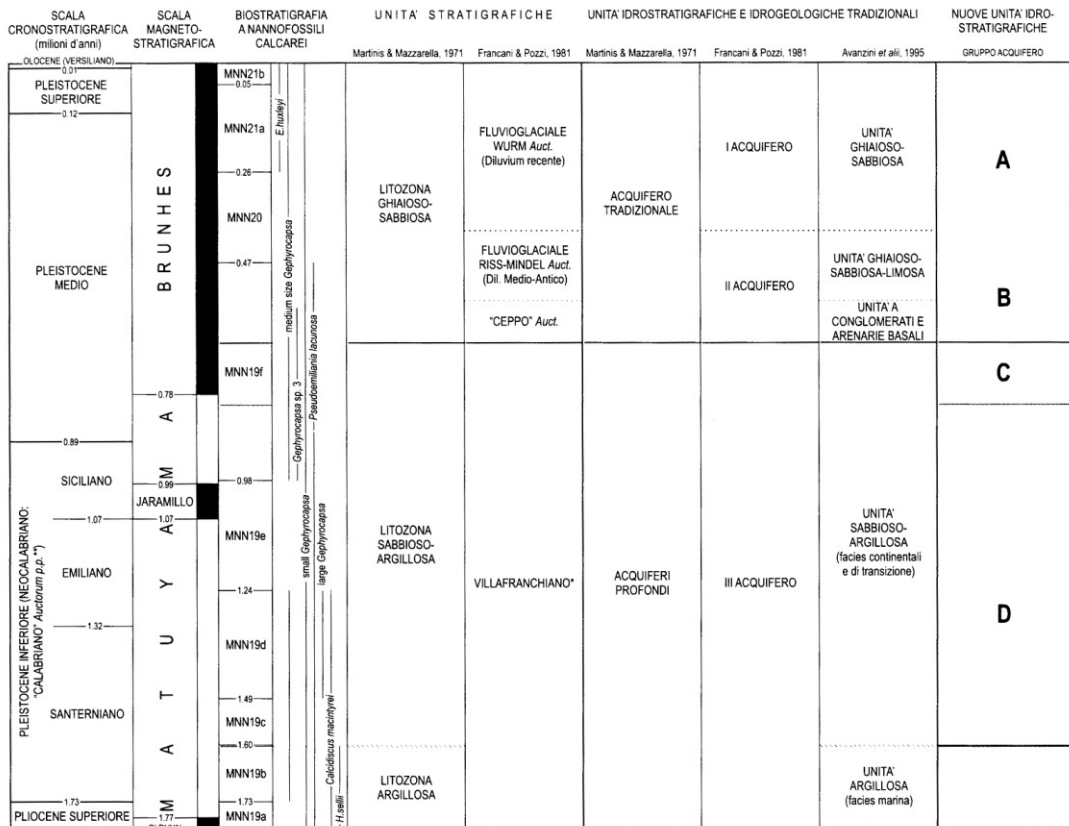 SCALA
CRONOSTRATIGRAFICA
(milioni d'anni)
SCALA
MAGNETO-
STRATIGRAFICA
BIOSTRATIGRAFIA
A NANNOFOSSILI
CALCAREI
UNITA' STRATIGRAFICHE
Martinis & Mazzarella, 1971
Francani & Pozzi, 1981
UNITA' IDROSTRATIGRAFICHE E IDROGEOLOGICHE TRADIZIONALI
Martinis & Mazzarella, 1971
Francani & Pozzi, 1981
Avanzini et alii, 1995
NUOVE UNITA' IDRO-
STRATIGRAFICHE
GRUPPO ACQUIFERO
OLOCENE (VERSILIANO)
0.01
PLEISTOCENE
SUPERIORE
0.12
PLEISTOCENE
MEDIO
0.89
PLEISTOCENE INFERIORE (NEOCALABRIANO:
"CALABRIANO" Auctorum p.p.**)
SICILIANO
1.07
EMILIANO
1.32
SANTERNIANO
1.73
PLIOCENE SUPERIORE
BRUNHES
0.78
MATUYAMA
0.99
JARAMILLO
1.07
1.77
M
MNN21b
0.05
MNN21a
0.26
MNN20
0.47
MNN19f
0.98
MNN19e
1.24
MNN19d
1.49
MNN19c
1.60
MNN19b
1.73
MNN19a
E.huxleyi
medium size Gephyrocapsa
Gephyrocapsa sp. 3
small Gephyrocapsa
Pseudoemiliania lacunosa
large Gephyrocapsa
Calcidiscus macintyrei
H.sellii
LITOZONA
GHIAIOSO-
SABBIOSA
LITOZONA
SABBIOSO-
ARGILLOSA
LITOZONA
ARGILLOSA
FLUVIOGLACIALE
WURM Auct.
(Diluvium recente)
FLUVIOGLACIALE
RISS-MINDEL Auct.
(Dil. Medio-Antico)
"CEPPO" Auct.
VILLAFRANCHIANO*
ACQUIFERO
TRADIZIONALE
ACQUIFERI
PROFONDI
I ACQUIFERO
II ACQUIFERO
III ACQUIFERO
UNITA'
GHIAIOSO-
SABBIOSA
UNITA' GHIAIOSO-
SABBIOSA-LIMOSA
UNITA' A
CONGLOMERATI E
ARENARIE BASALI
UNITA'
SABBIOSO-
ARGILLOSA
(facies continentali
e di transizione)
UNITA'
ARGILLOSA
(facies marina)
A
B
C
D